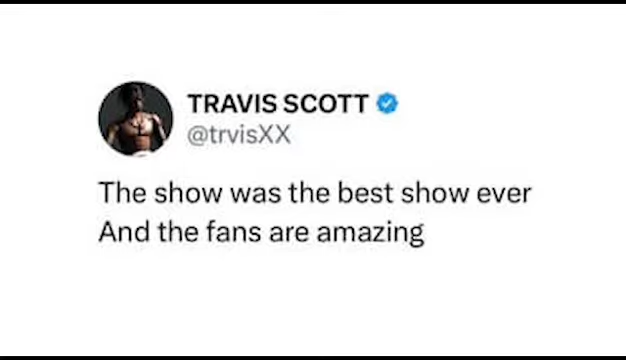 TRAVIS SCOTT
@trvisXX
The show was the best show ever
And the fans are amazing